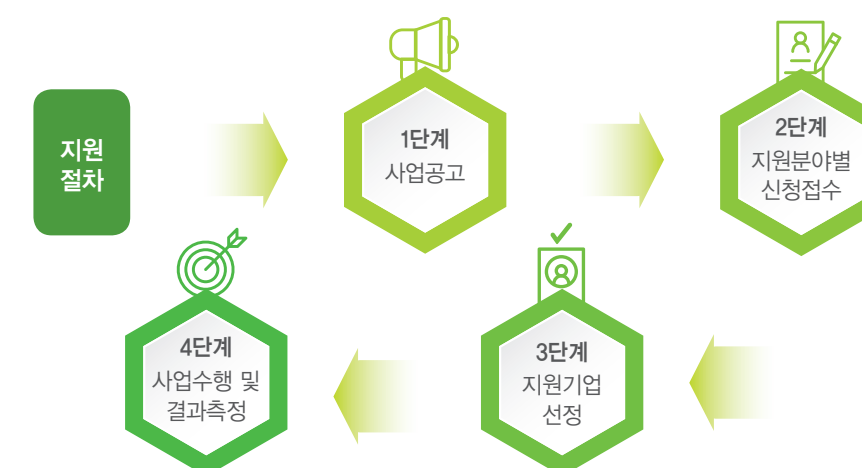 지원
절차
1단계
사업공고
2단계
지원분야별
신청접수
3단계
지원기업
선정
4단계
사업수행 및
결과측정